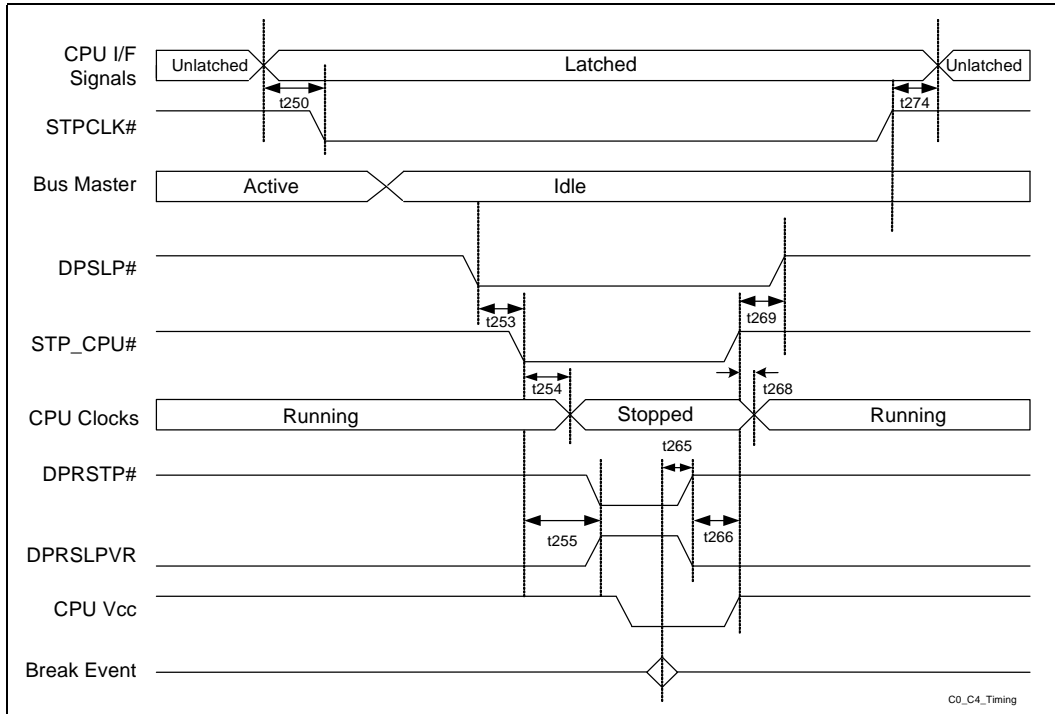 CPU I/F
Signals
Unlatched
Latched
Unlatched
t250
t274
STPCLK#
Bus Master
Active
Idle
DPSLP#
t253
t269
STP_CPU#
t254
t268
CPU Clocks
Running
Stopped
Running
t265
DPRSTP#
t255
t266
DPRSLPVR
CPU Vcc
Break Event
C0_C4_Timing